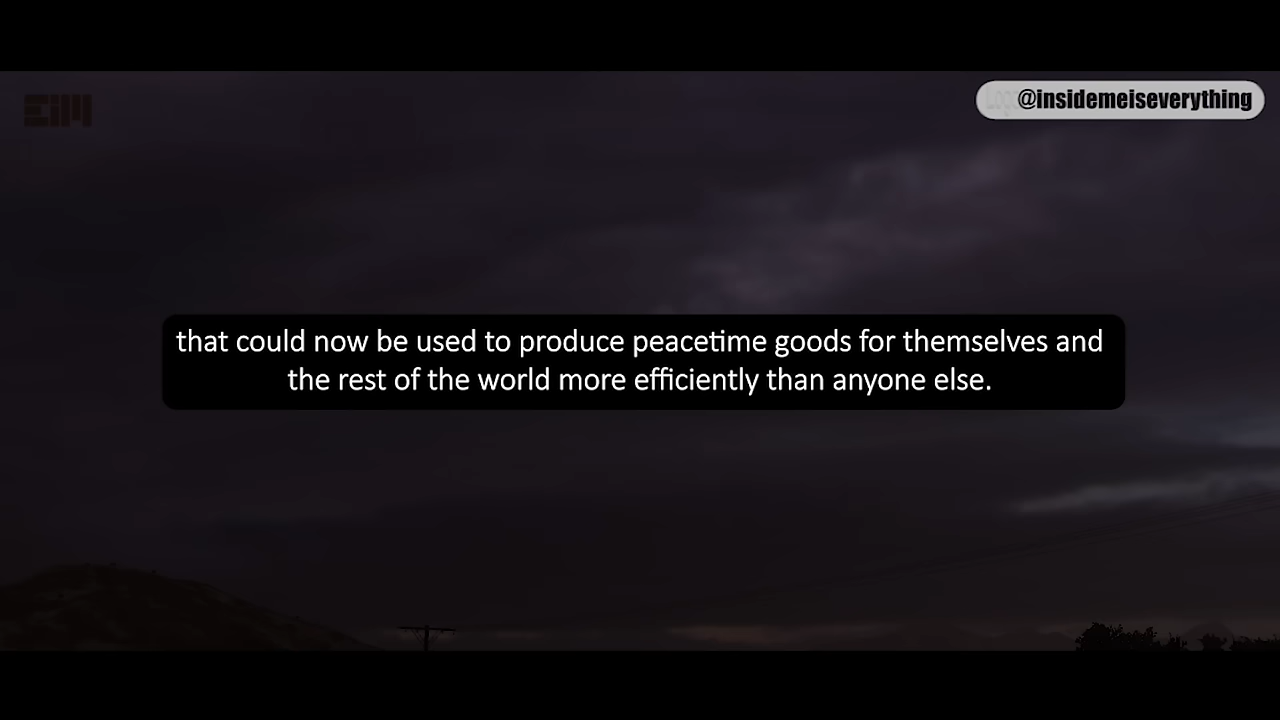 EiM
@insidemeiseverything
that could now be used to produce peacetime goods for themselves and
the rest of the world more efficiently than anyone else.